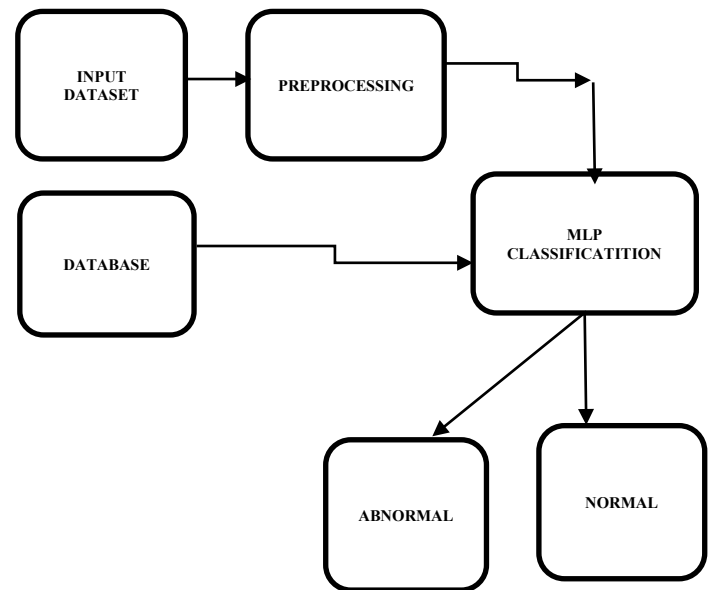 INPUT
DATASET
PREPROCESSING
DATABASE
MLP
CLASSIFICATITION
ABNORMAL
NORMAL